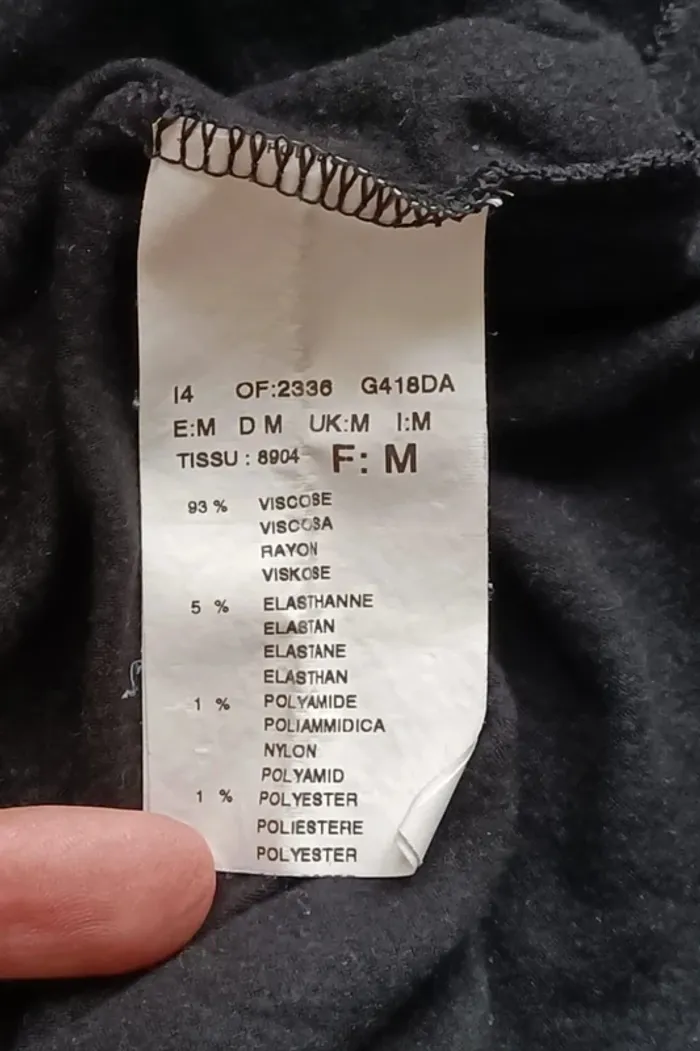 I4 OF:2336 G418DA
E:M D M UK:M I:M
TISSU : 8904 F: M
93 % VISCOSE
VISCOSA
RAYON
VISKOSE
5 % ELASTHANNE
ELASTAN
ELASTANE
ELASTHAN
1 % POLYAMIDE
POLIAMMIDICA
NYLON
POLYAMID
1 % POLYESTER
POLIESTERE
POLYESTER